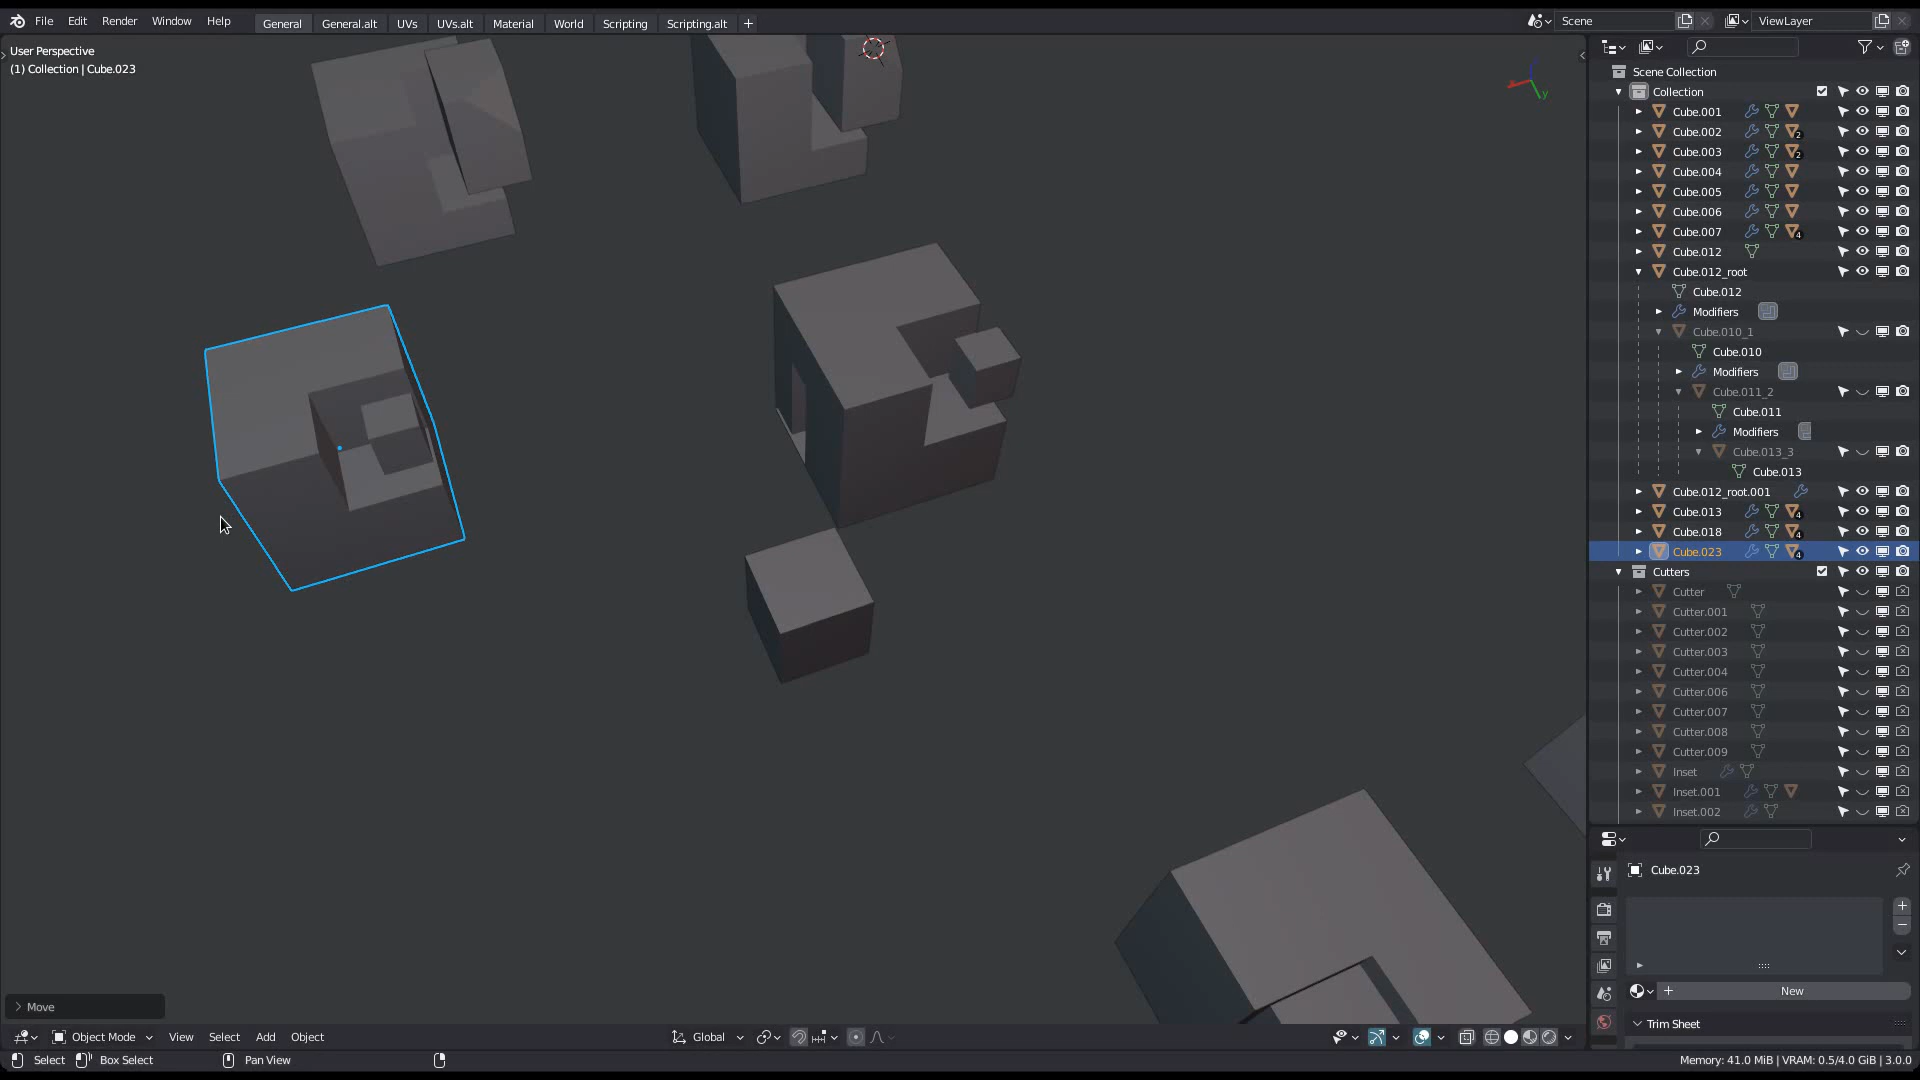 File Edit Render Window Help General General.alt UVs UVs.alt Material World Scripting Scripting.alt + Scene ViewLayer
User Perspective
(1) Collection | Cube.023
y
Scene Collection
Collection
Cube.001
Cube.002 2
Cube.003 2
Cube.004
Cube.005
Cube.006
Cube.007 4
Cube.012
Cube.012_root
Cube.012
Modifiers
Cube.010_1
Cube.010
Modifiers
Cube.011_2
Cube.011
Modifiers
Cube.013_3
Cube.013
Cube.012_root.001
Cube.013 4
Cube.018 4
Cube.023 4
Cutters
Cutter
Cutter.001
Cutter.002
Cutter.003
Cutter.004
Cutter.006
Cutter.007
Cutter.008
Cutter.009
Inset
Inset.001
Inset.002
Cube.023
New
Trim Sheet
Move
Object Mode View Select Add Object Global
Select Box Select Pan View Memory: 41.0 MiB | VRAM: 0.5/4.0 GiB | 3.0.0